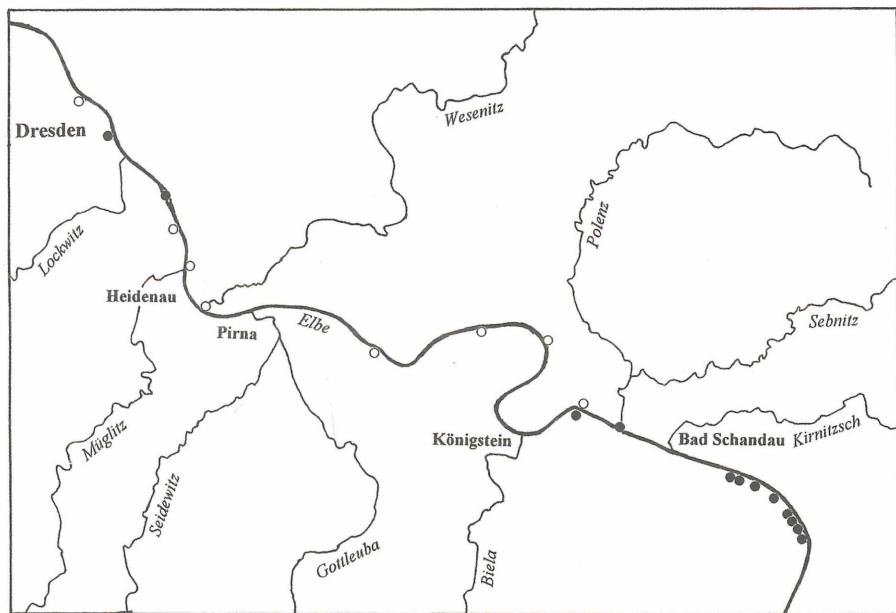 Wesenitz
Dresden
Polenz
Lockwitz
Heidenau
Elbe
Pirna
Sebnitz
Müglitz
Seidewitz
Königstein
Bad Schandau
Kirnitzsch
Gottleuba
Biela